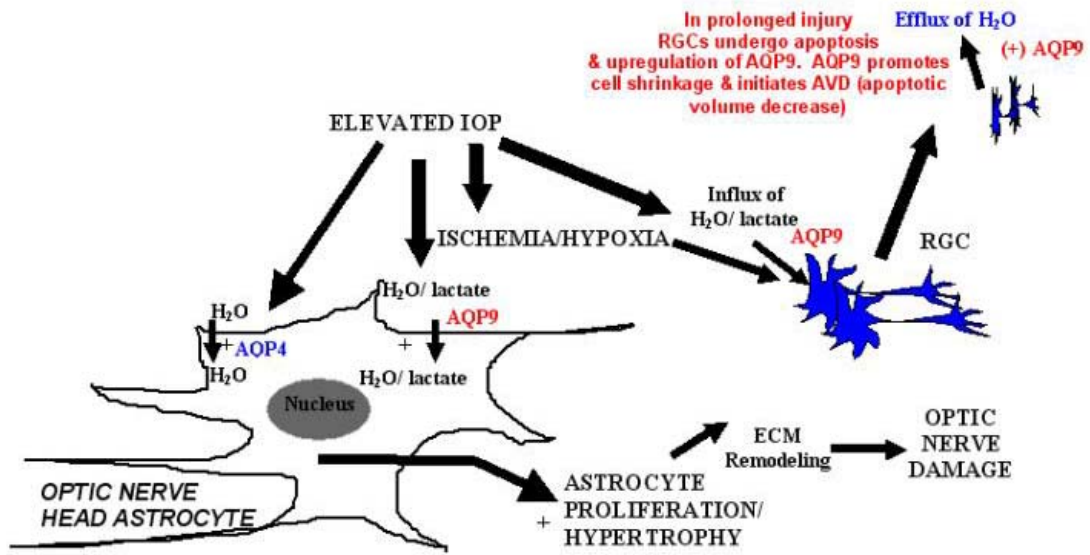 In prolonged injury
RGCs undergo apoptosis
& upregulation of AQP9. AQP9 promotes
cell shrinkage & initiates AVD (apoptotic
volume decrease)
Efflux of H₂O
(+) AQP9
ELEVATED IOP
Influx of
H₂O/ lactate
ISCHEMIA/HYPOXIA
AQP9
RGC
H₂O/ lactate
H₂O
AQP9
+
AQP4
+
H₂O
H₂O/ lactate
Nucleus
ECM
Remodeling
OPTIC
NERVE
DAMAGE
OPTIC NERVE
HEAD ASTROCYTE
ASTROCYTE
+ PROLIFERATION/
HYPERTROPHY